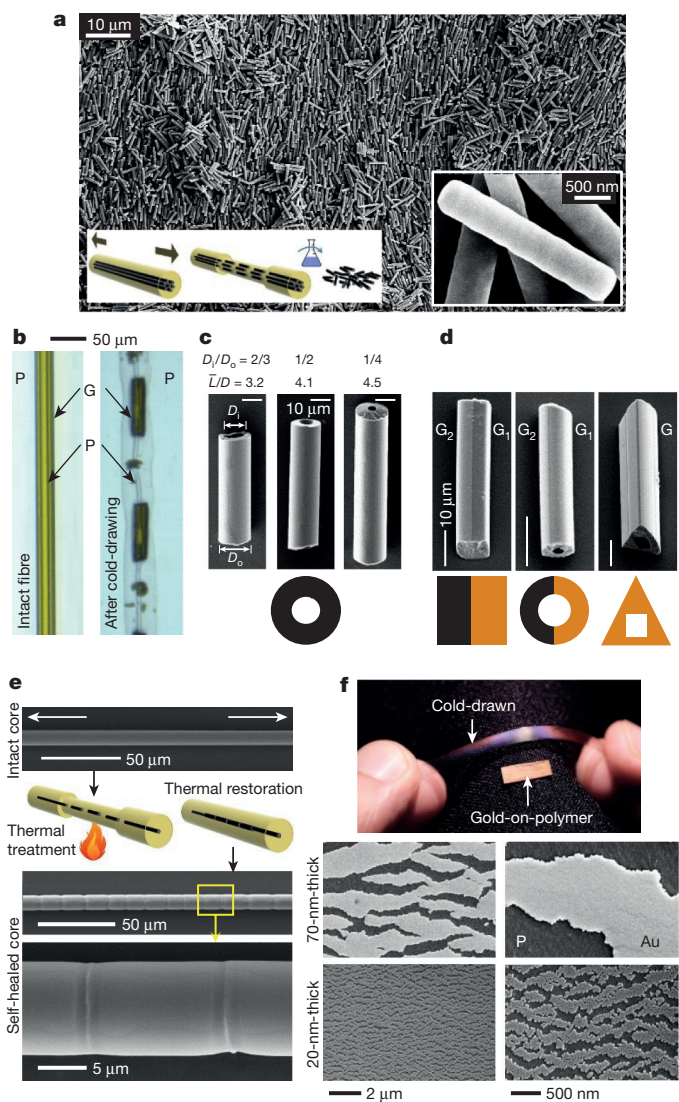 a
10 μm
500 nm
b
50 μm
P
G
P
P
Intact fibre
After cold-drawing
c
Di/Do = 2/3 1/2 1/4
L̅/D = 3.2 4.1 4.5
Di
10 μm
Do
d
G2 G1
G2 G1
G
10 μm
e
Intact core
50 μm
Thermal restoration
Thermal
treatment
50 μm
Self-healed core
5 μm
f
Cold-drawn
Gold-on-polymer
70-nm-thick
P Au
20-nm-thick
2 μm
500 nm